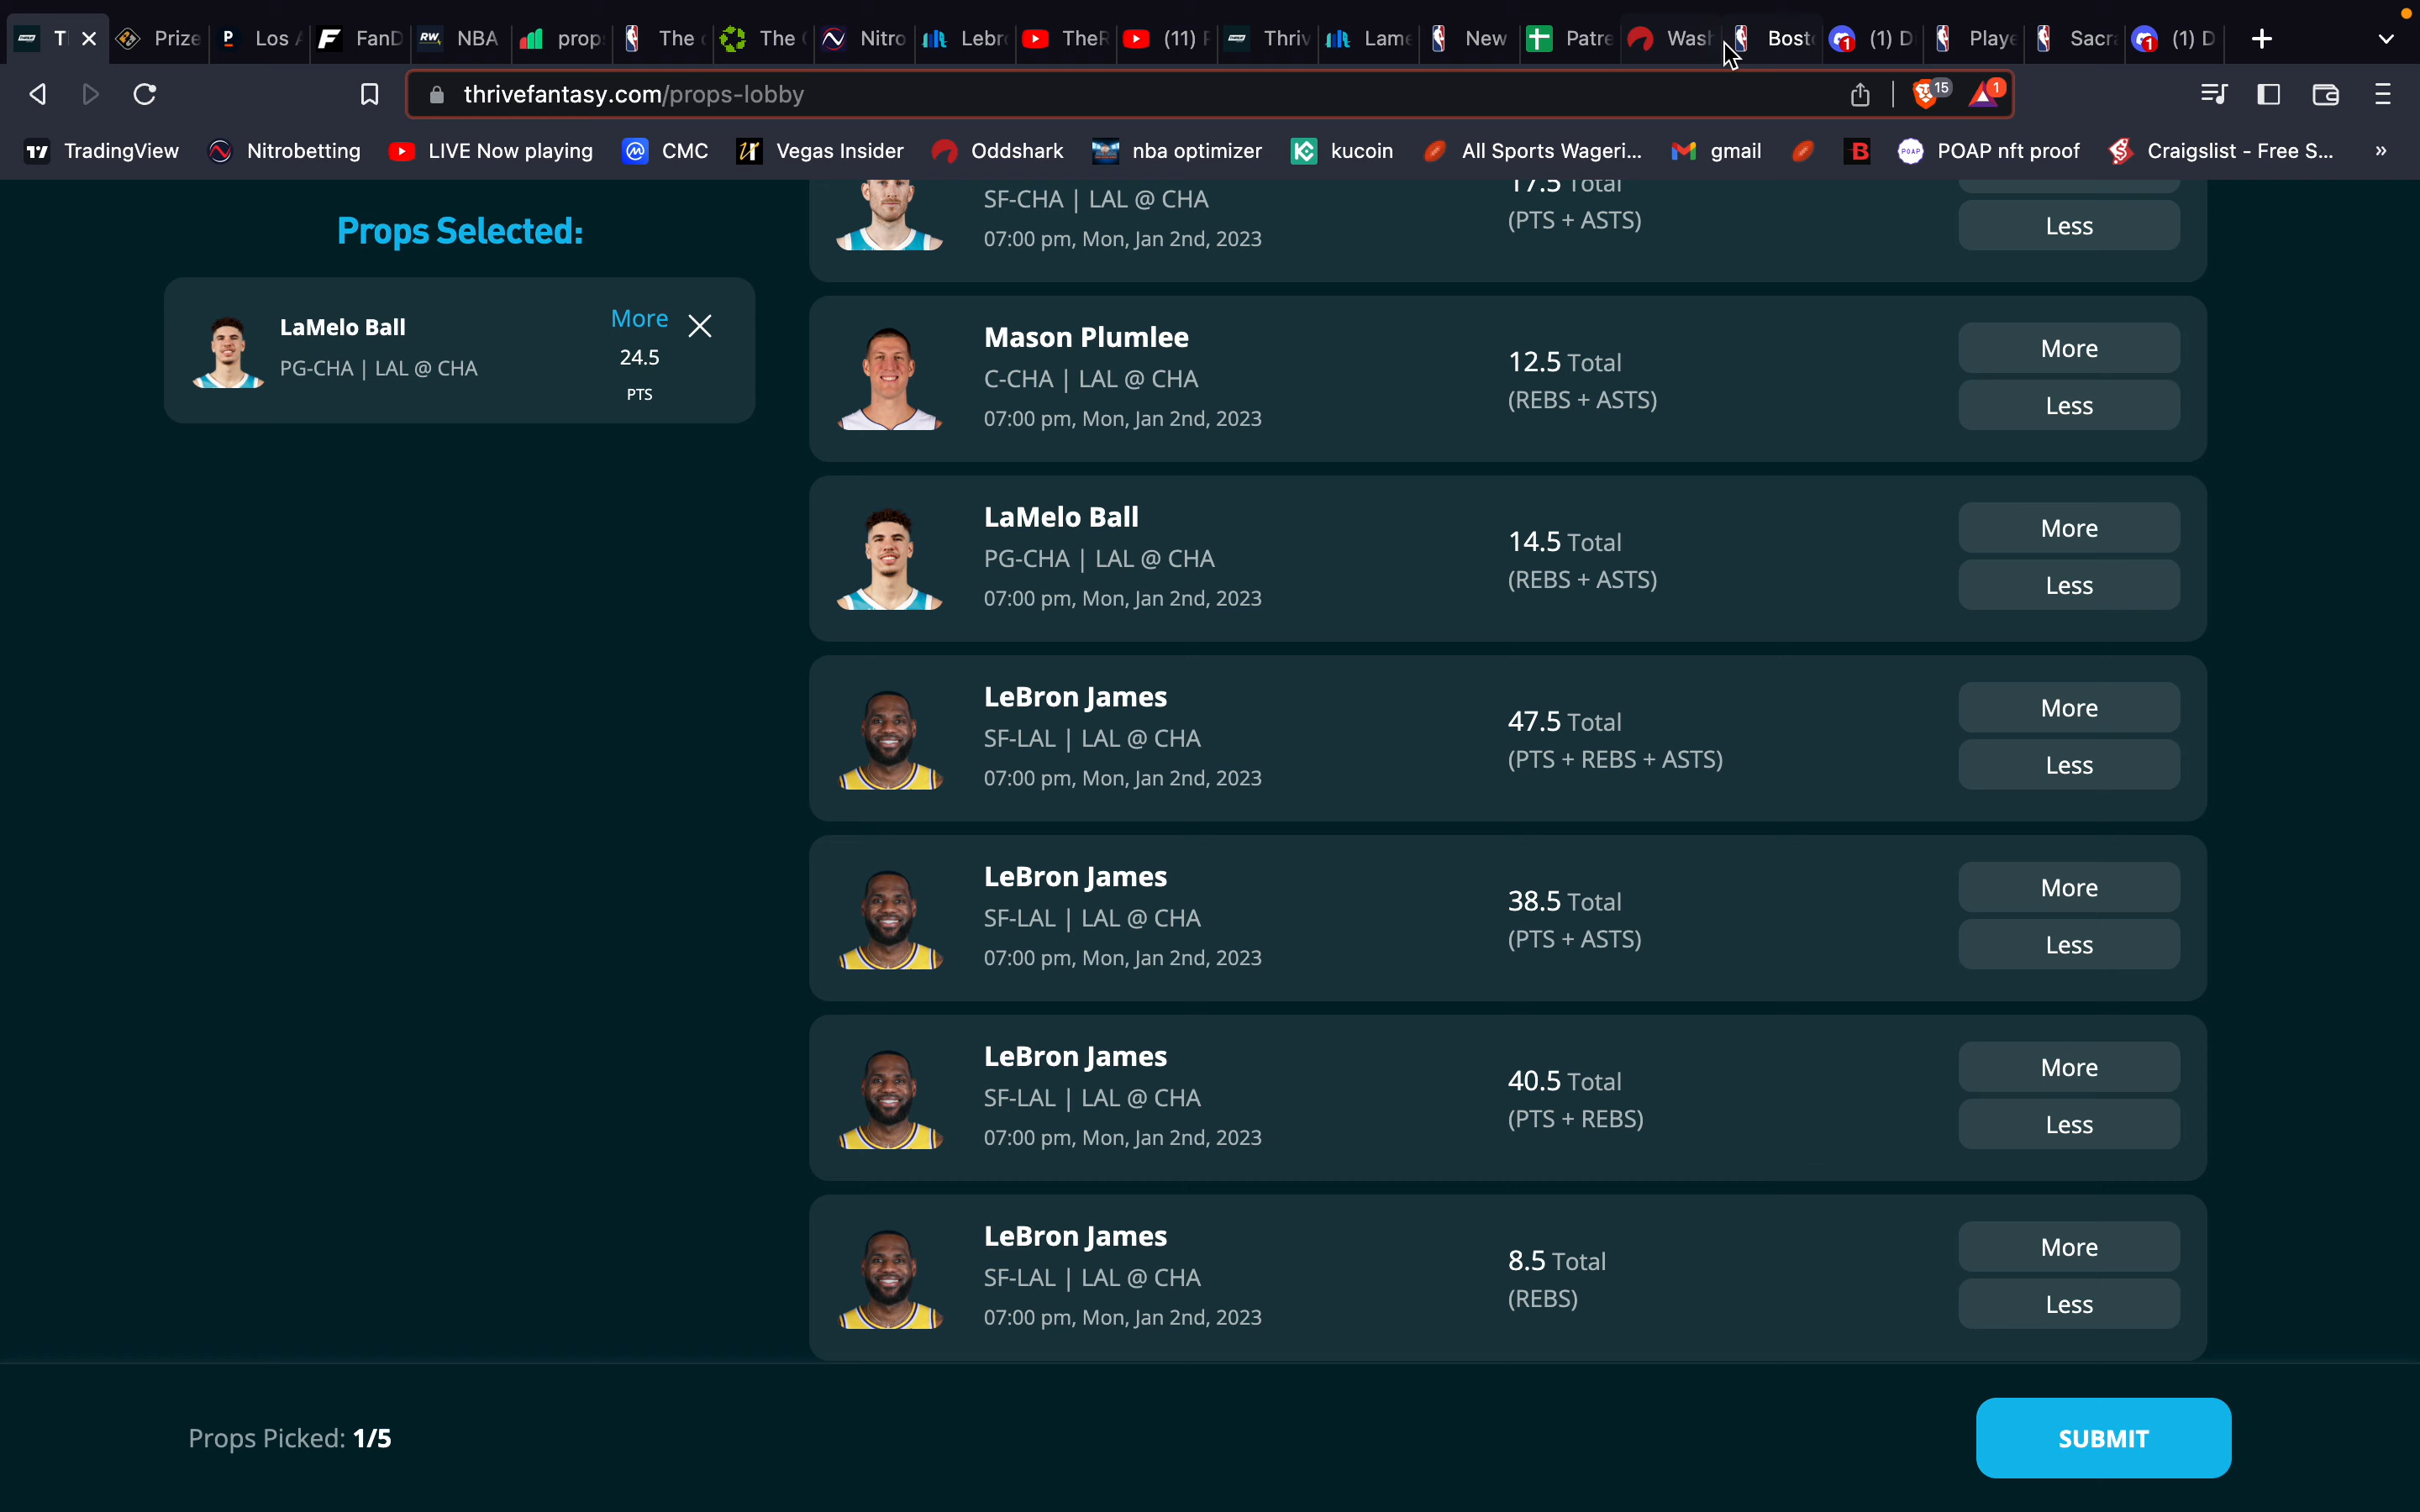 T
Prize
Los A
FanD
NBA
prop
The
The
Nitro
Lebr
TheR
(11)
Thriv
Lame
New
Patre
Wash
Bost
(1) D
Playe
Sacra
(1) D
thrivefantasy.com/props-lobby
15
1
TradingView
Nitrobetting
LIVE Now playing
CMC
Vegas Insider
Oddshark
nba optimizer
kucoin
All Sports Wageri...
gmail
POAP nft proof
Craigslist - Free S...
»
Props Selected:
LaMelo Ball
PG-CHA | LAL @ CHA
More
24.5
PTS
SF-CHA | LAL @ CHA
07:00 pm, Mon, Jan 2nd, 2023
17.5 Total
(PTS + ASTS)
Less
Mason Plumlee
C-CHA | LAL @ CHA
07:00 pm, Mon, Jan 2nd, 2023
12.5 Total
(REBS + ASTS)
More
Less
LaMelo Ball
PG-CHA | LAL @ CHA
07:00 pm, Mon, Jan 2nd, 2023
14.5 Total
(REBS + ASTS)
More
Less
LeBron James
SF-LAL | LAL @ CHA
07:00 pm, Mon, Jan 2nd, 2023
47.5 Total
(PTS + REBS + ASTS)
More
Less
LeBron James
SF-LAL | LAL @ CHA
07:00 pm, Mon, Jan 2nd, 2023
38.5 Total
(PTS + ASTS)
More
Less
LeBron James
SF-LAL | LAL @ CHA
07:00 pm, Mon, Jan 2nd, 2023
40.5 Total
(PTS + REBS)
More
Less
LeBron James
SF-LAL | LAL @ CHA
07:00 pm, Mon, Jan 2nd, 2023
8.5 Total
(REBS)
More
Less
Props Picked: 1/5
SUBMIT